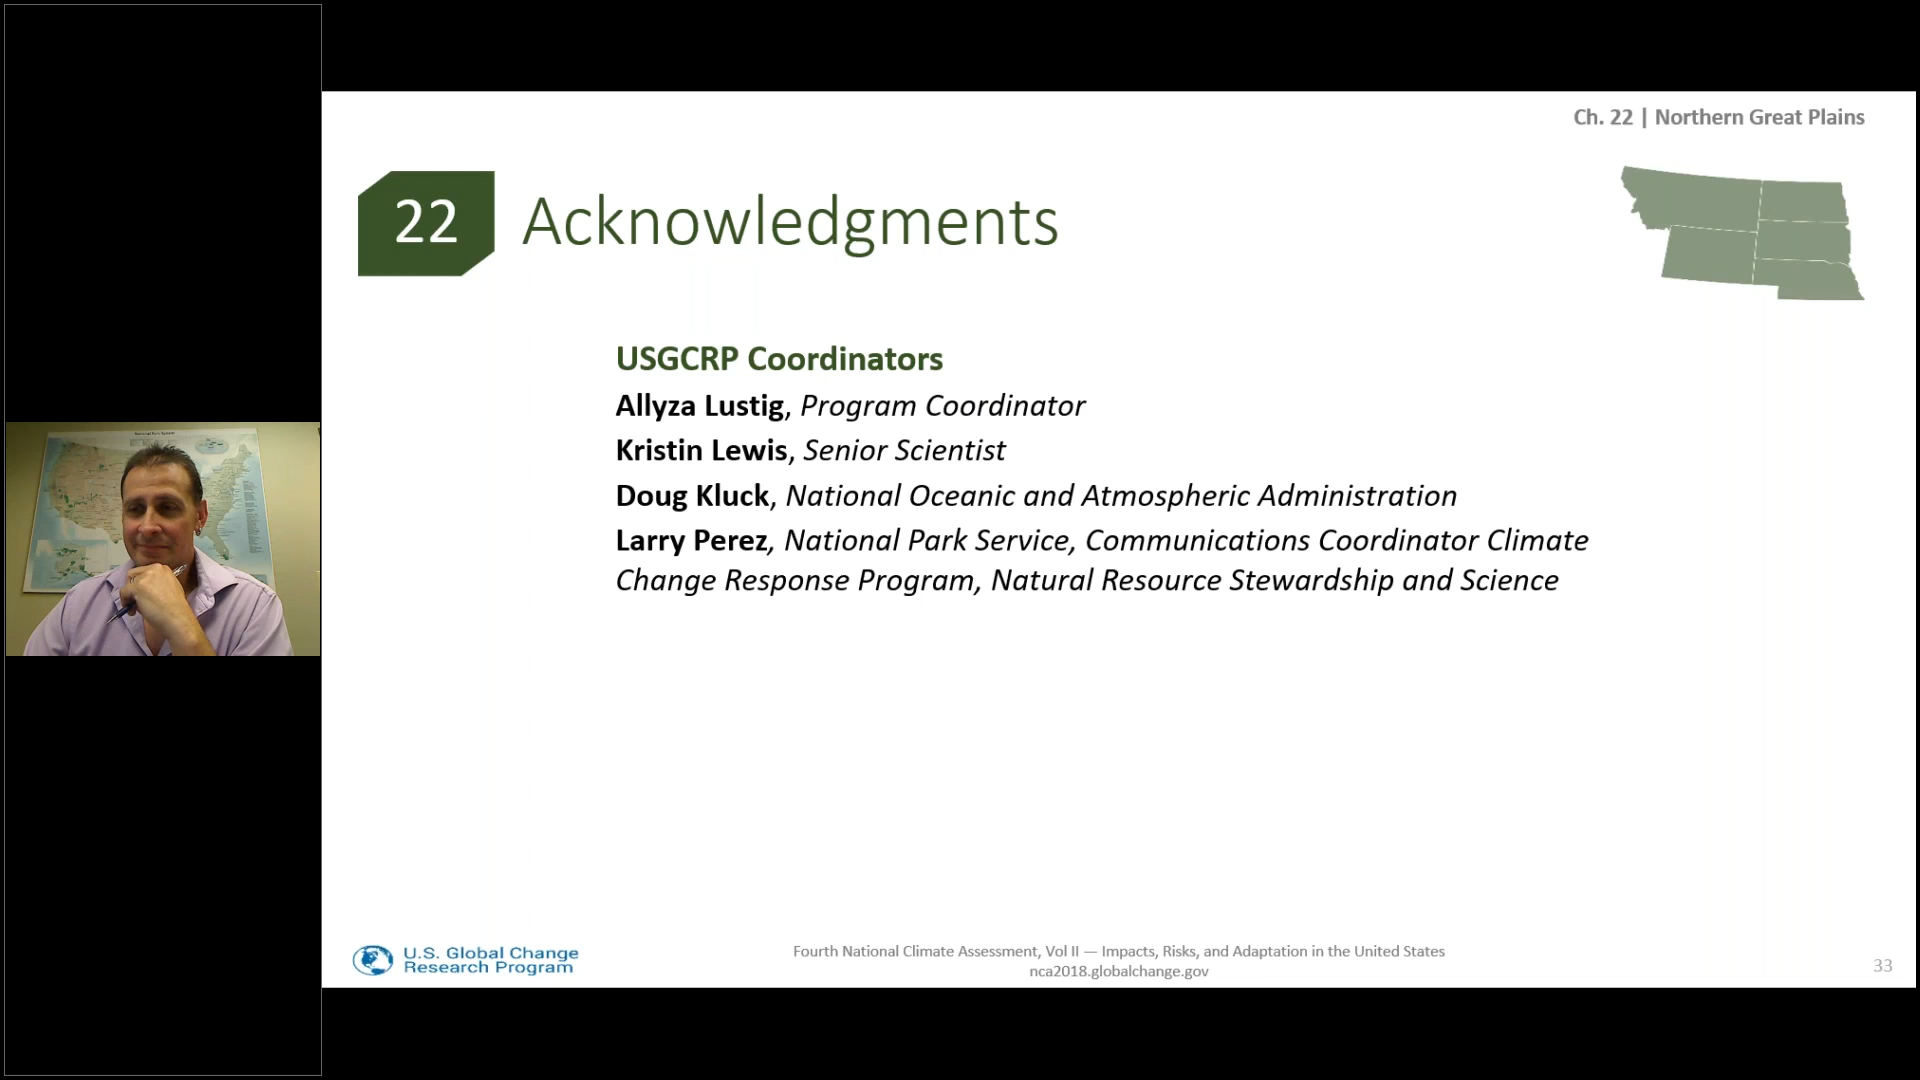 Ch. 22 | Northern Great Plains
22
Acknowledgments
USGCRP Coordinators
Allyza Lustig, Program Coordinator
Kristin Lewis, Senior Scientist
Doug Kluck, National Oceanic and Atmospheric Administration
Larry Perez, National Park Service, Communications Coordinator Climate
Change Response Program, Natural Resource Stewardship and Science
U.S. Global Change
Research Program
Fourth National Climate Assessment, Vol II — Impacts, Risks, and Adaptation in the United States
nca2018.globalchange.gov
33